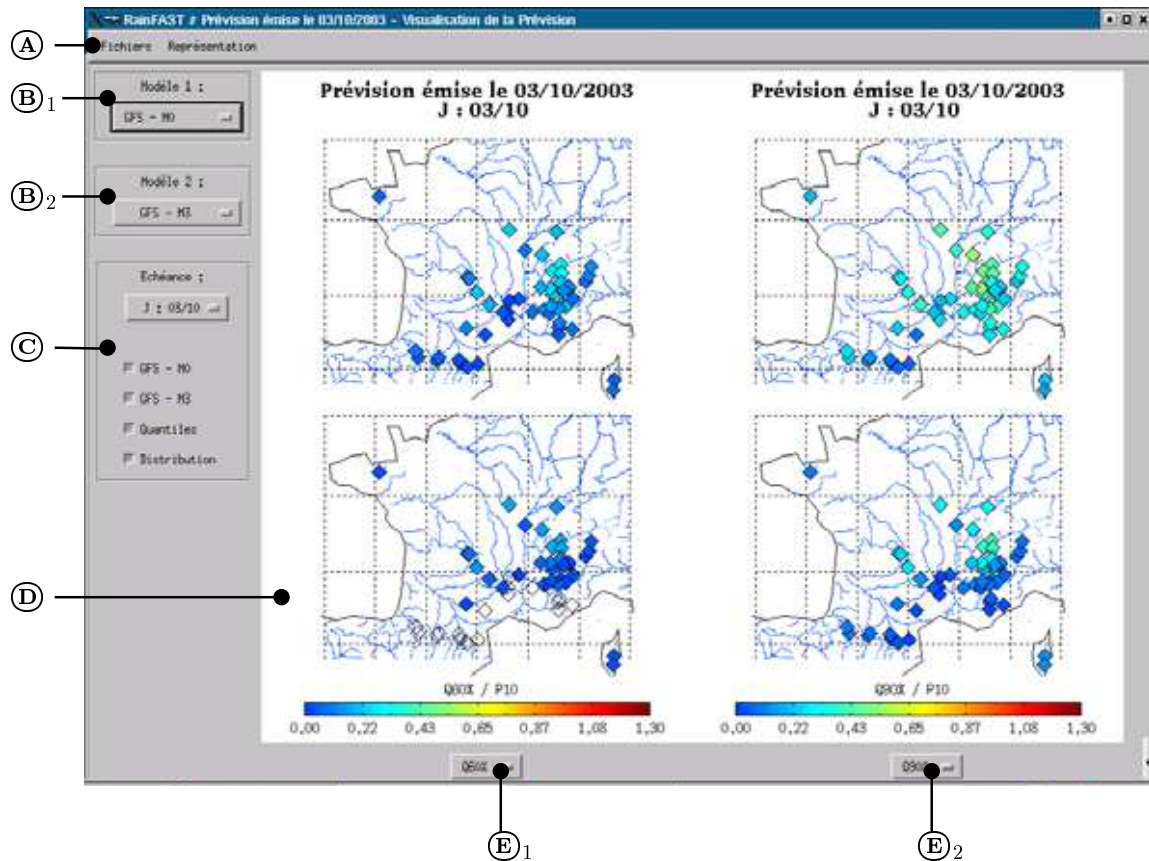 RainFAST // Prévision émise le 03/10/2003 - Visualisation de la Prévision
A
Fichiers Représentation
B1
Modèle 1 :
GFS - M0
B2
Modèle 2 :
GFS - M3
Echéance :
J : 03/10
C
GFS - M0
GFS - M3
Quantiles
Distribution
D
Prévision émise le 03/10/2003
J : 03/10
Prévision émise le 03/10/2003
J : 03/10
Q60% / P10
0,00 0,22 0,43 0,65 0,87 1,08 1,30
Q90% / P10
0,00 0,22 0,43 0,65 0,87 1,08 1,30
Q60%
Q90%
E1
E2